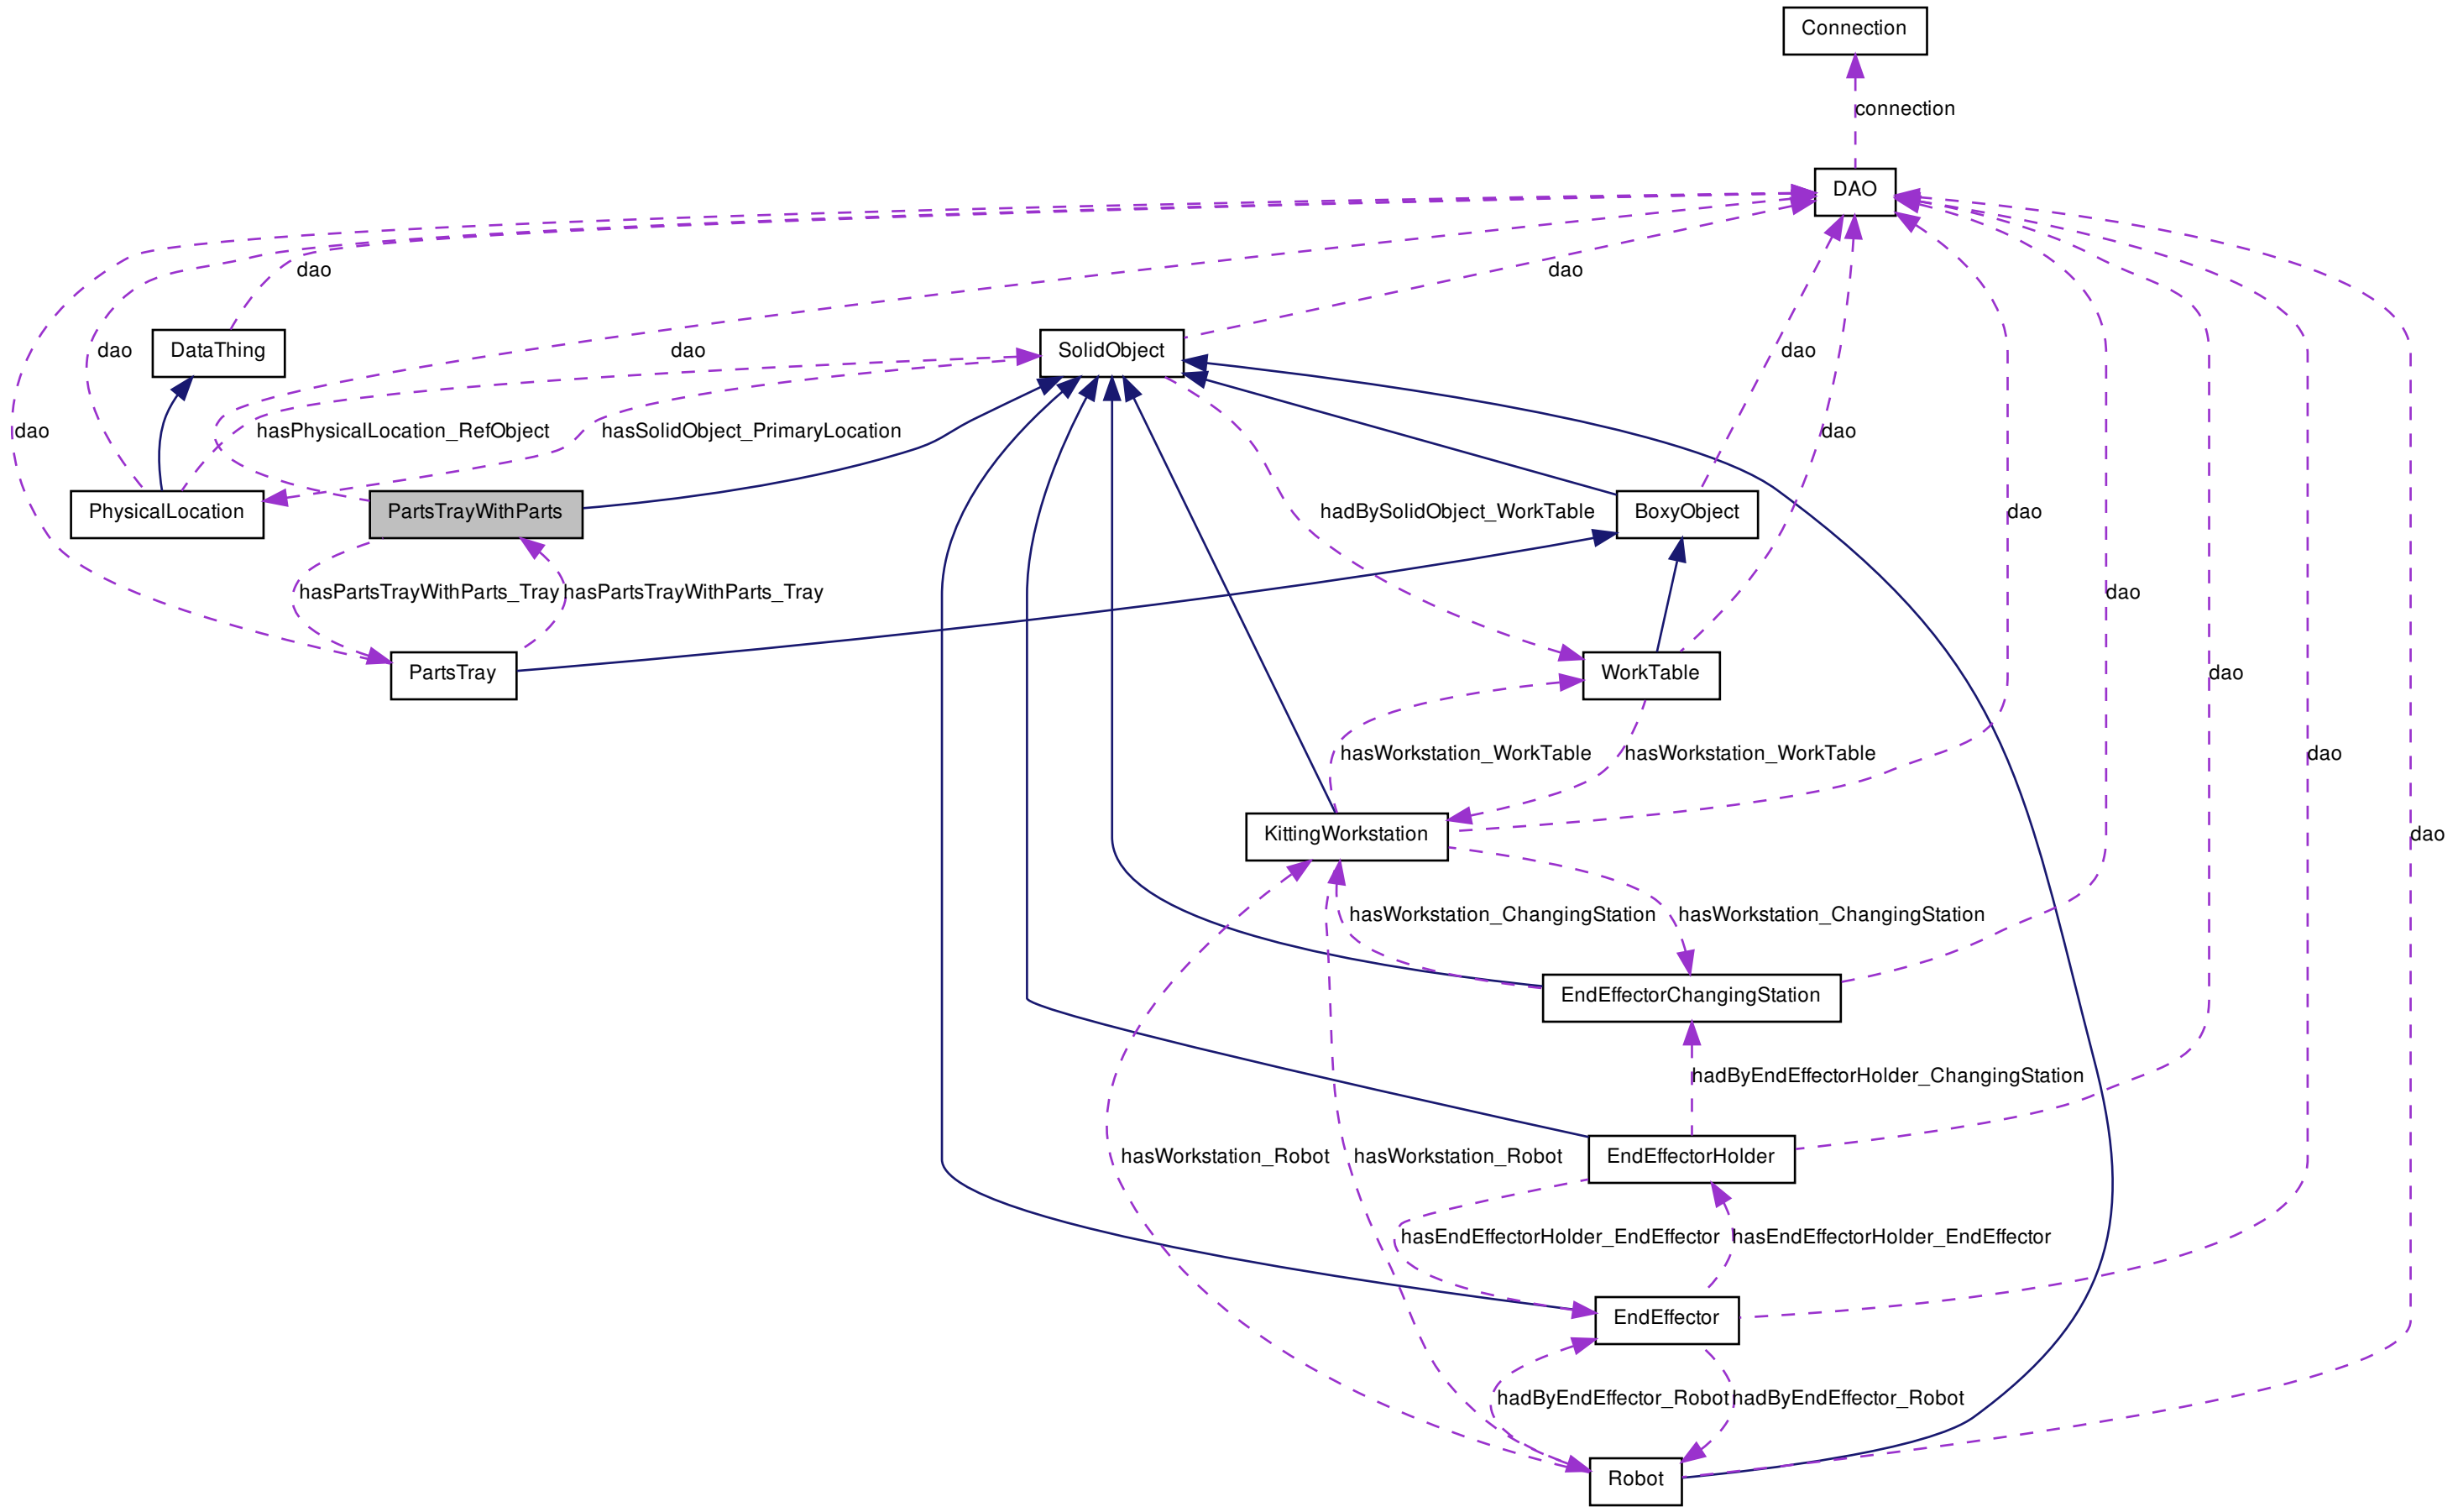 Connection
connection
DAO
dao
dao
DataThing
dao
dao
SolidObject
dao
dao
hasPhysicalLocation_RefObject
hasSolidObject_PrimaryLocation
dao
PhysicalLocation
PartsTrayWithParts
hadBySolidObject_WorkTable
BoxyObject
dao
hasPartsTrayWithParts_Tray
hasPartsTrayWithParts_Tray
dao
PartsTray
WorkTable
dao
hasWorkstation_WorkTable
hasWorkstation_WorkTable
dao
KittingWorkstation
dao
hasWorkstation_ChangingStation
hasWorkstation_ChangingStation
EndEffectorChangingStation
hadByEndEffectorHolder_ChangingStation
hasWorkstation_Robot
hasWorkstation_Robot
EndEffectorHolder
hasEndEffectorHolder_EndEffector
hasEndEffectorHolder_EndEffector
EndEffector
hadByEndEffector_Robot
hadByEndEffector_Robot
Robot